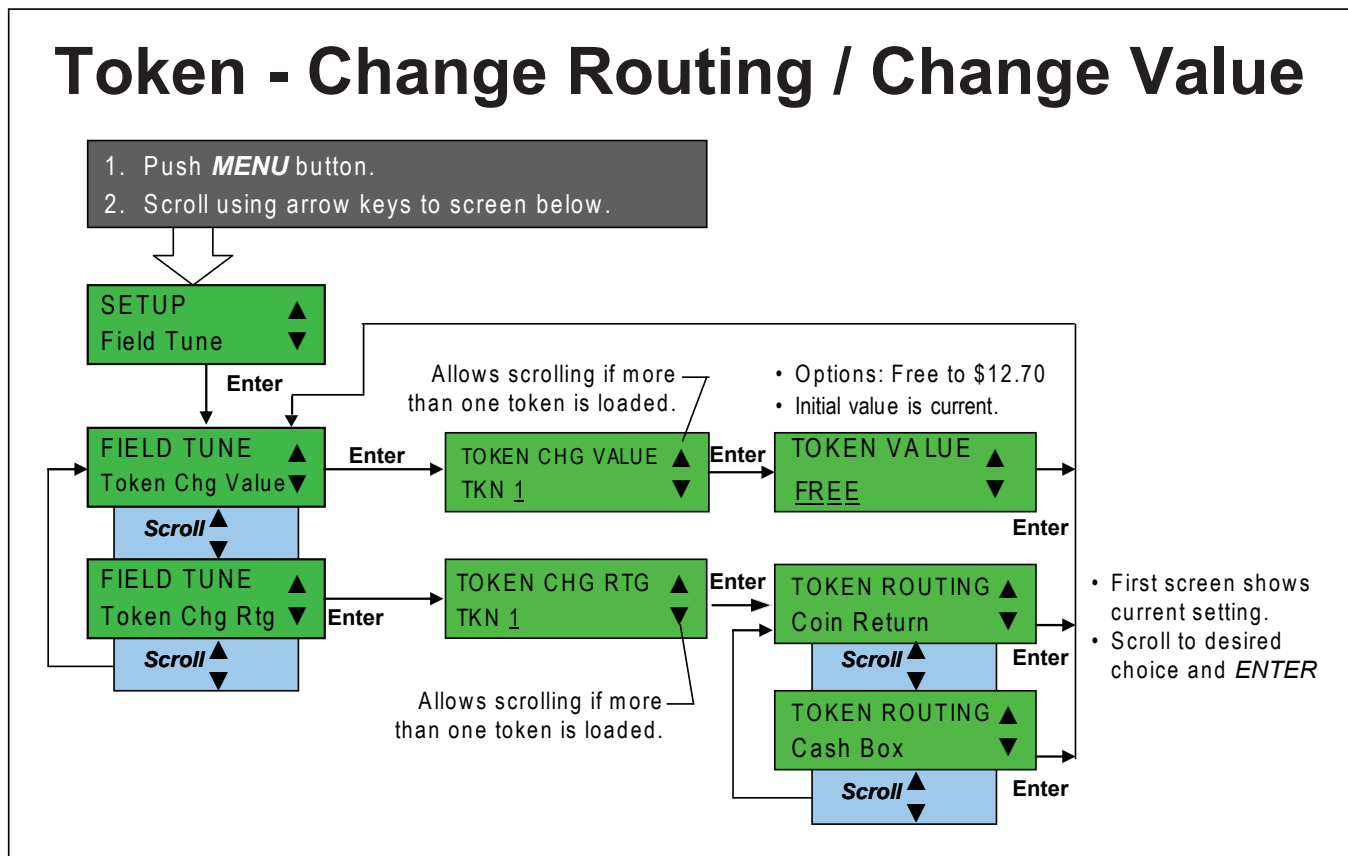 Token - Change Routing / Change Value
1. Push MENU button.
2. Scroll using arrow keys to screen below.
SETUP ▲
Field Tune ▼
Enter
Allows scrolling if more
than one token is loaded.
• Options: Free to $12.70
• Initial value is current.
FIELD TUNE ▲
Token Chg Value ▼
Enter
TOKEN CHG VALUE ▲
TKN 1 ▼
Enter
TOKEN VALUE ▲
FREE ▼
Enter
Scroll ▲
▼
FIELD TUNE ▲
Token Chg Rtg ▼
Enter
TOKEN CHG RTG ▲
TKN 1 ▼
Enter
TOKEN ROUTING ▲
Coin Return ▼
Enter
• First screen shows
current setting.
• Scroll to desired
choice and ENTER
Scroll ▲
▼
Allows scrolling if more
than one token is loaded.
Scroll ▲
▼
TOKEN ROUTING ▲
Cash Box ▼
Enter
Scroll ▲
▼